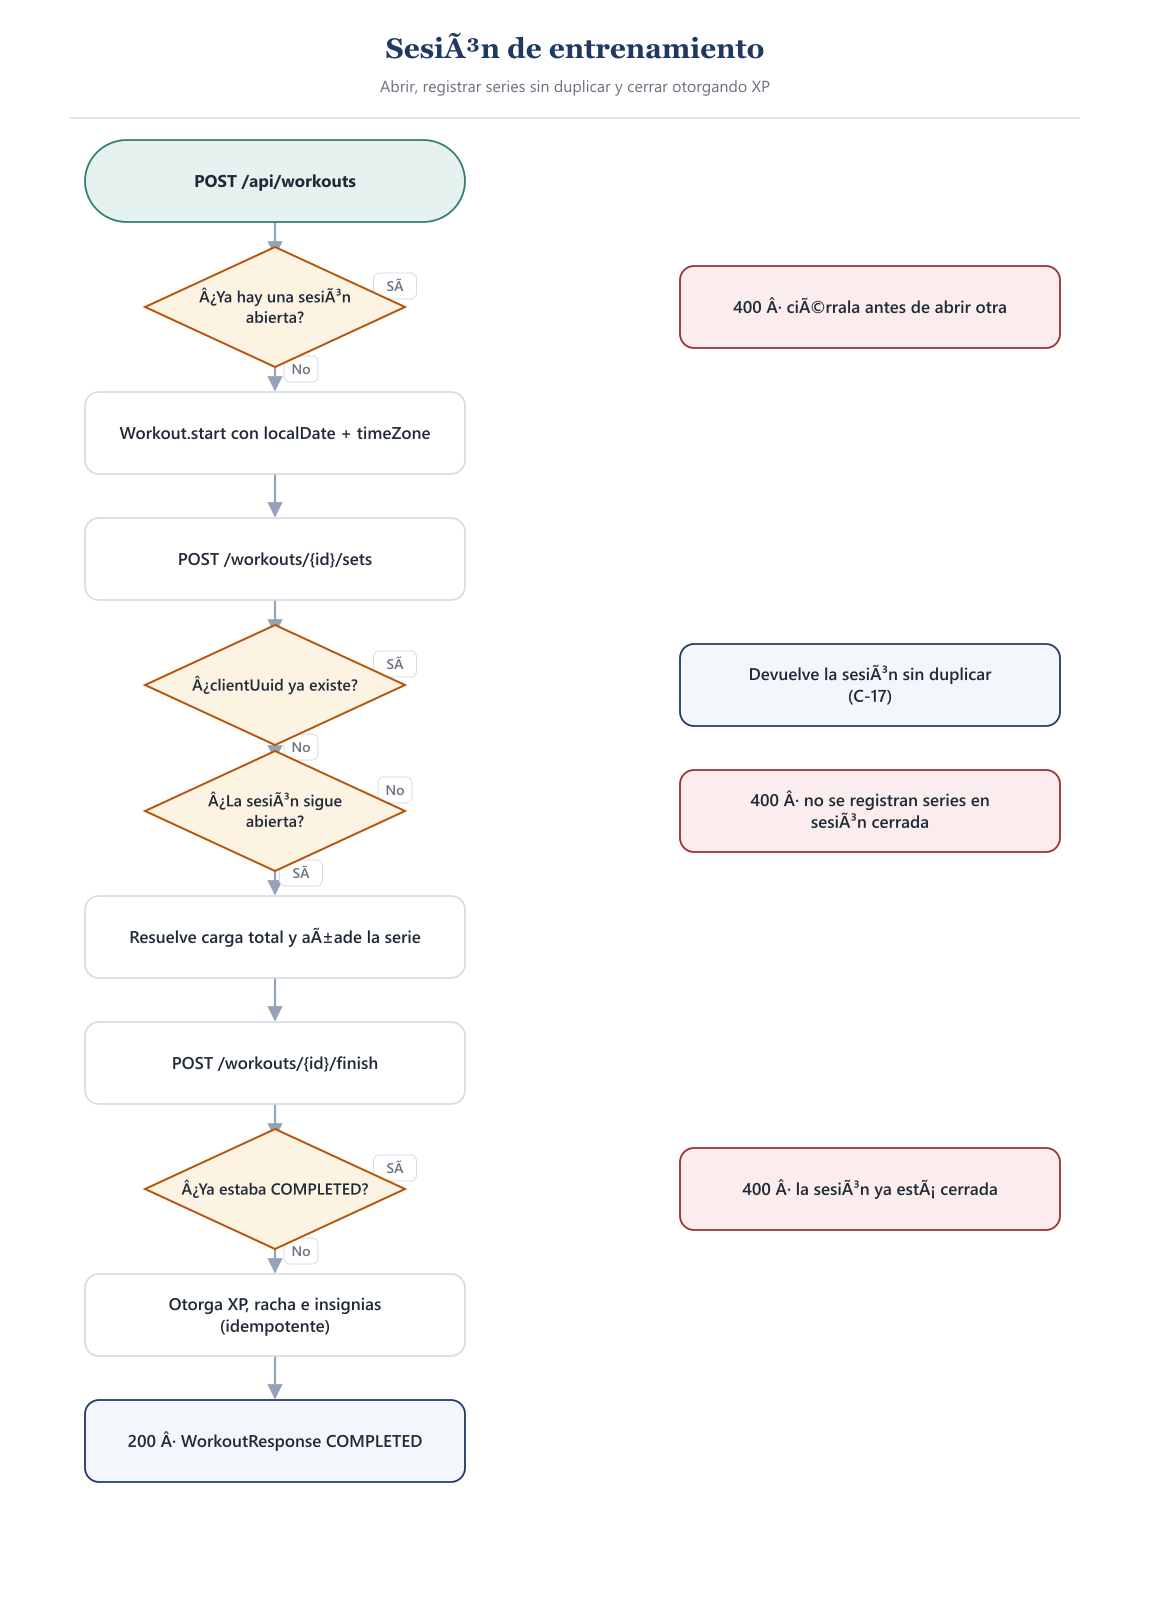 SesiÃ³n de entrenamiento
Abrir, registrar series sin duplicar y cerrar otorgando XP
POST /api/workouts
SÃ
Â¿Ya hay una sesiÃ³n
abierta?
400 Â· ciÃ©rrala antes de abrir otra
No
Workout.start con localDate + timeZone
POST /workouts/{id}/sets
SÃ
Â¿clientUuid ya existe?
Devuelve la sesiÃ³n sin duplicar
(C-17)
No
No
Â¿La sesiÃ³n sigue
abierta?
400 Â· no se registran series en
sesiÃ³n cerrada
SÃ
Resuelve carga total y aÃ±ade la serie
POST /workouts/{id}/finish
SÃ
Â¿Ya estaba COMPLETED?
400 Â· la sesiÃ³n ya estÃ¡ cerrada
No
Otorga XP, racha e insignias
(idempotente)
200 Â· WorkoutResponse COMPLETED